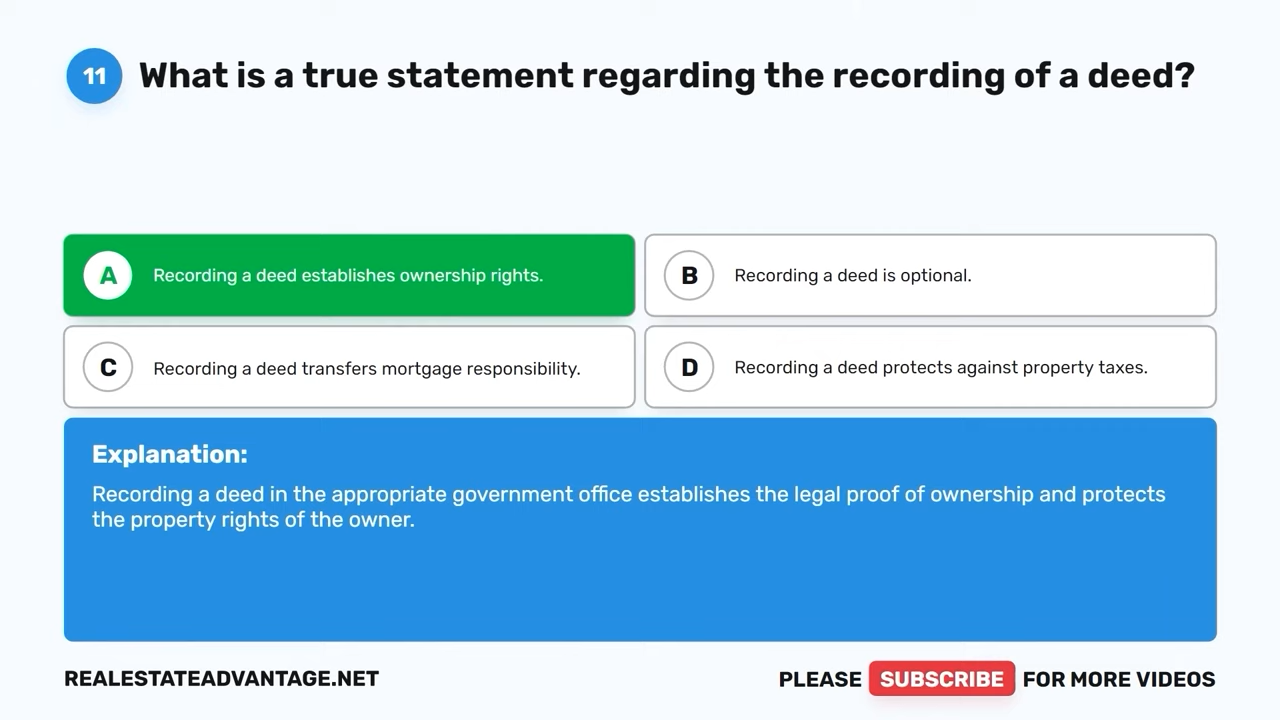 11 What is a true statement regarding the recording of a deed?
A Recording a deed establishes ownership rights.
B Recording a deed is optional.
C Recording a deed transfers mortgage responsibility.
D Recording a deed protects against property taxes.
Explanation:
Recording a deed in the appropriate government office establishes the legal proof of ownership and protects
the property rights of the owner.
REALESTATEADVANTAGE.NET
PLEASE SUBSCRIBE FOR MORE VIDEOS